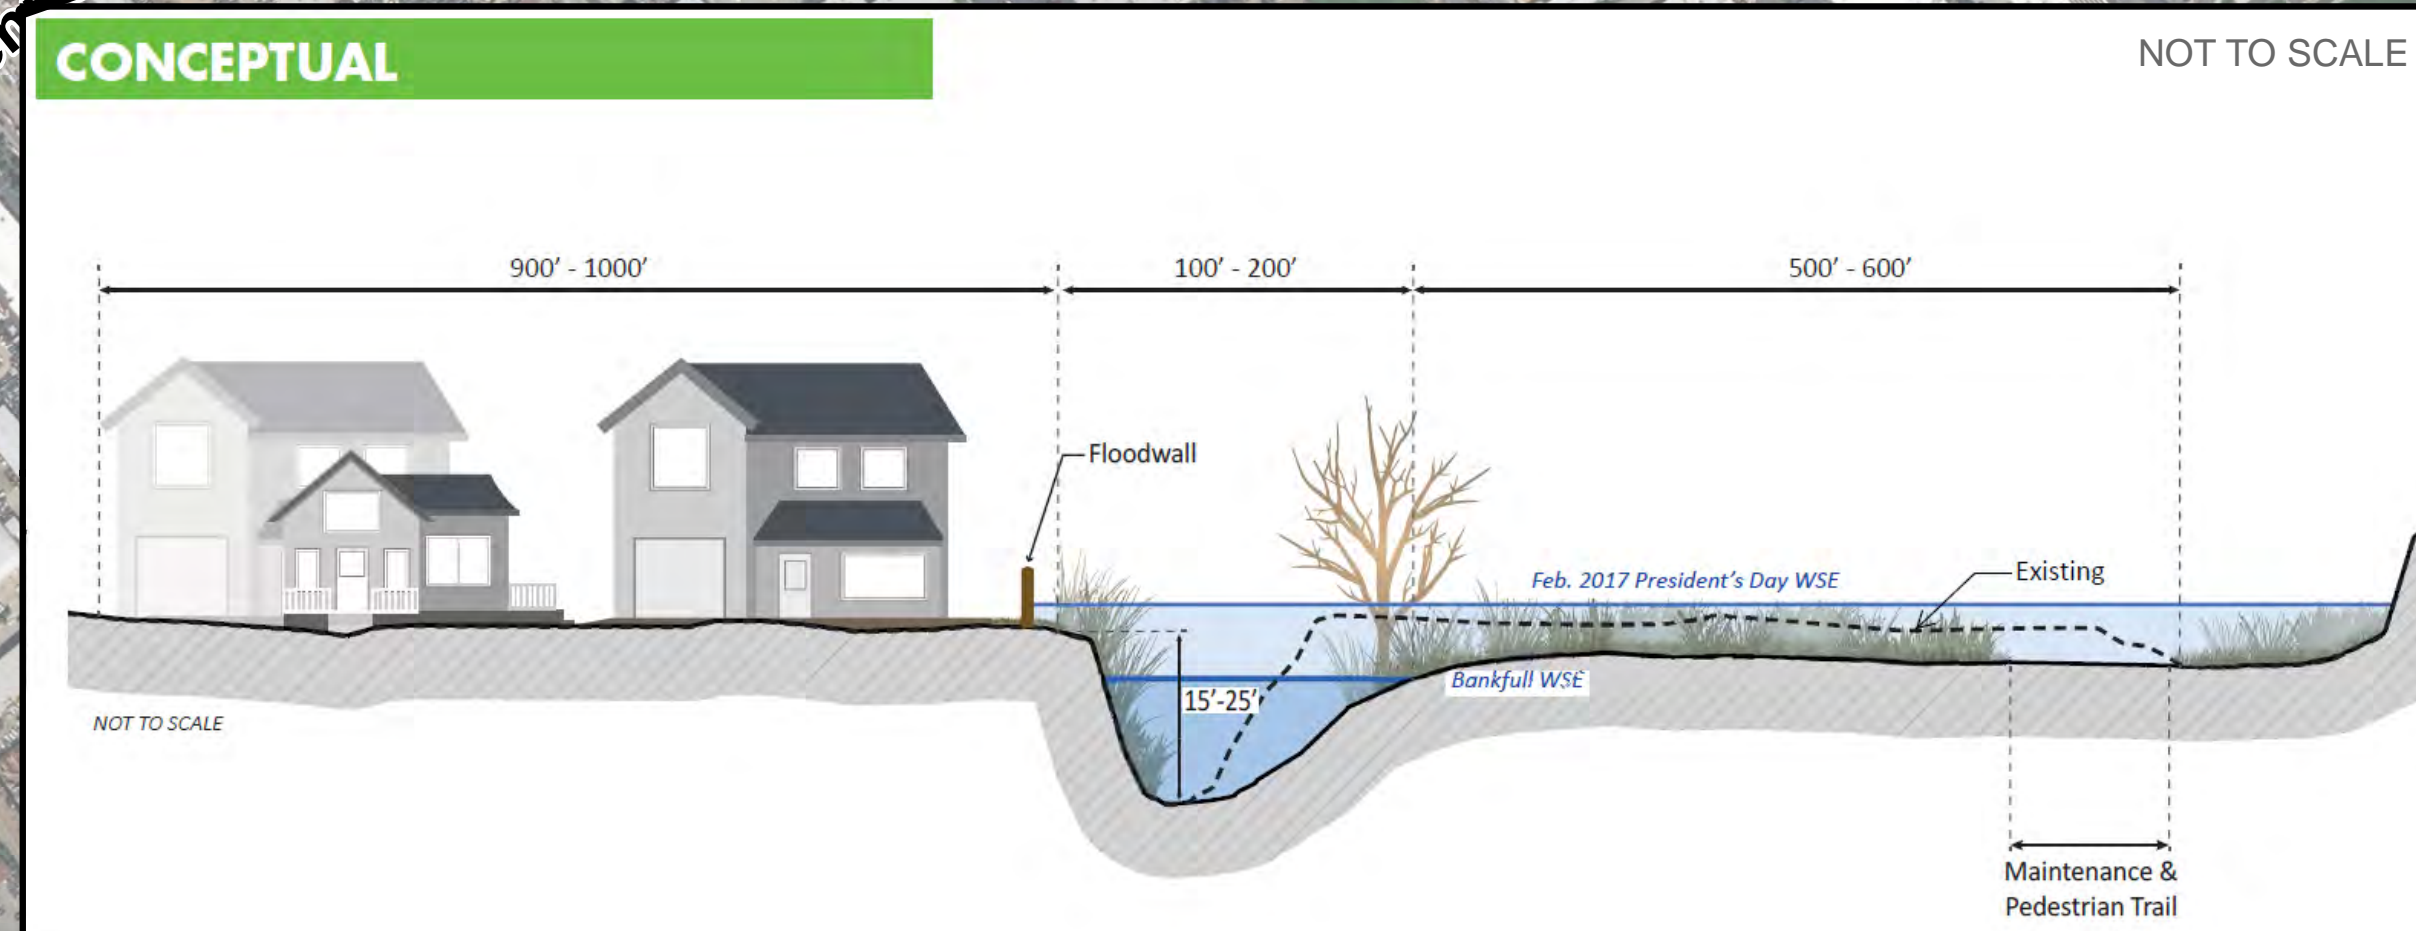 CONCEPTUAL
NOT TO SCALE
900' - 1000'
100' - 200'
500' - 600'
Floodwall
Feb. 2017 President's Day WSE
Existing
Bankfull WSE
15'-25'
NOT TO SCALE
Maintenance &
Pedestrian Trail